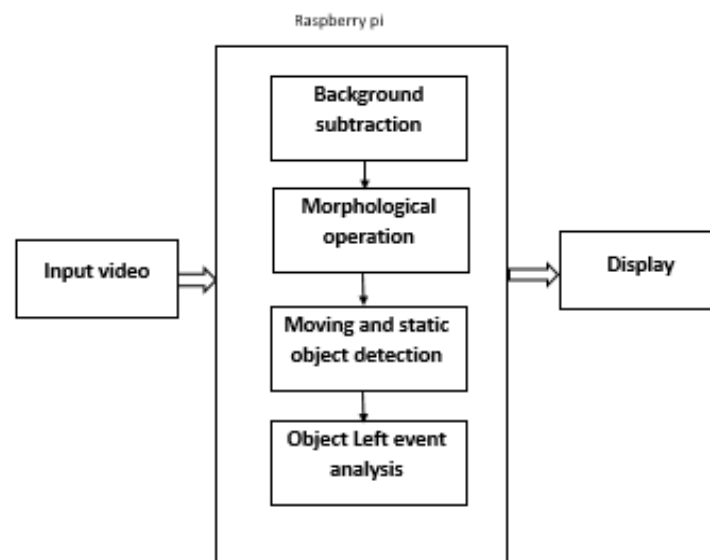 Raspberry pi
Background
subtraction
Morphological
operation
Input video
Display
Moving and static
object detection
Object Left event
analysis